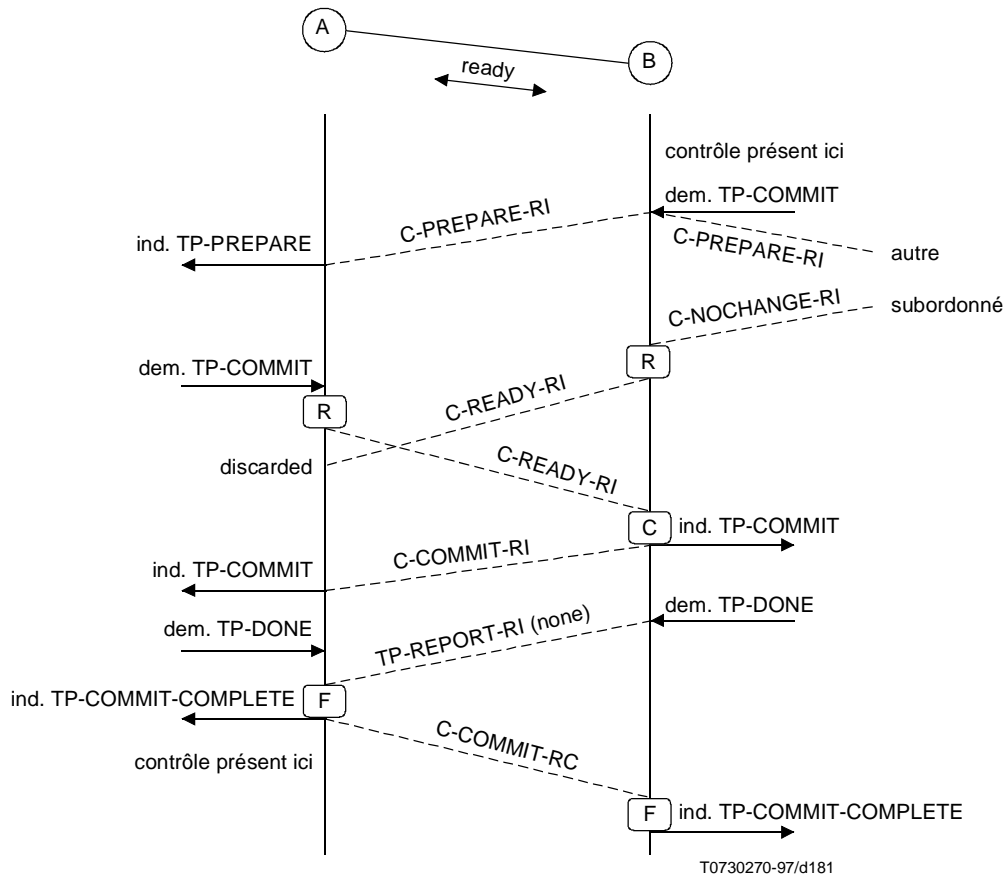 A
B
ready
contrôle présent ici
dem. TP-COMMIT
C-PREPARE-RI
ind. TP-PREPARE
C-PREPARE-RI
autre
C-NOCHANGE-RI
subordonné
R
dem. TP-COMMIT
R
C-READY-RI
discarded
C-READY-RI
C
ind. TP-COMMIT
C-COMMIT-RI
ind. TP-COMMIT
dem. TP-DONE
dem. TP-DONE
TP-REPORT-RI (none)
ind. TP-COMMIT-COMPLETE
F
C-COMMIT-RC
contrôle présent ici
F
ind. TP-COMMIT-COMPLETE
T0730270-97/d181